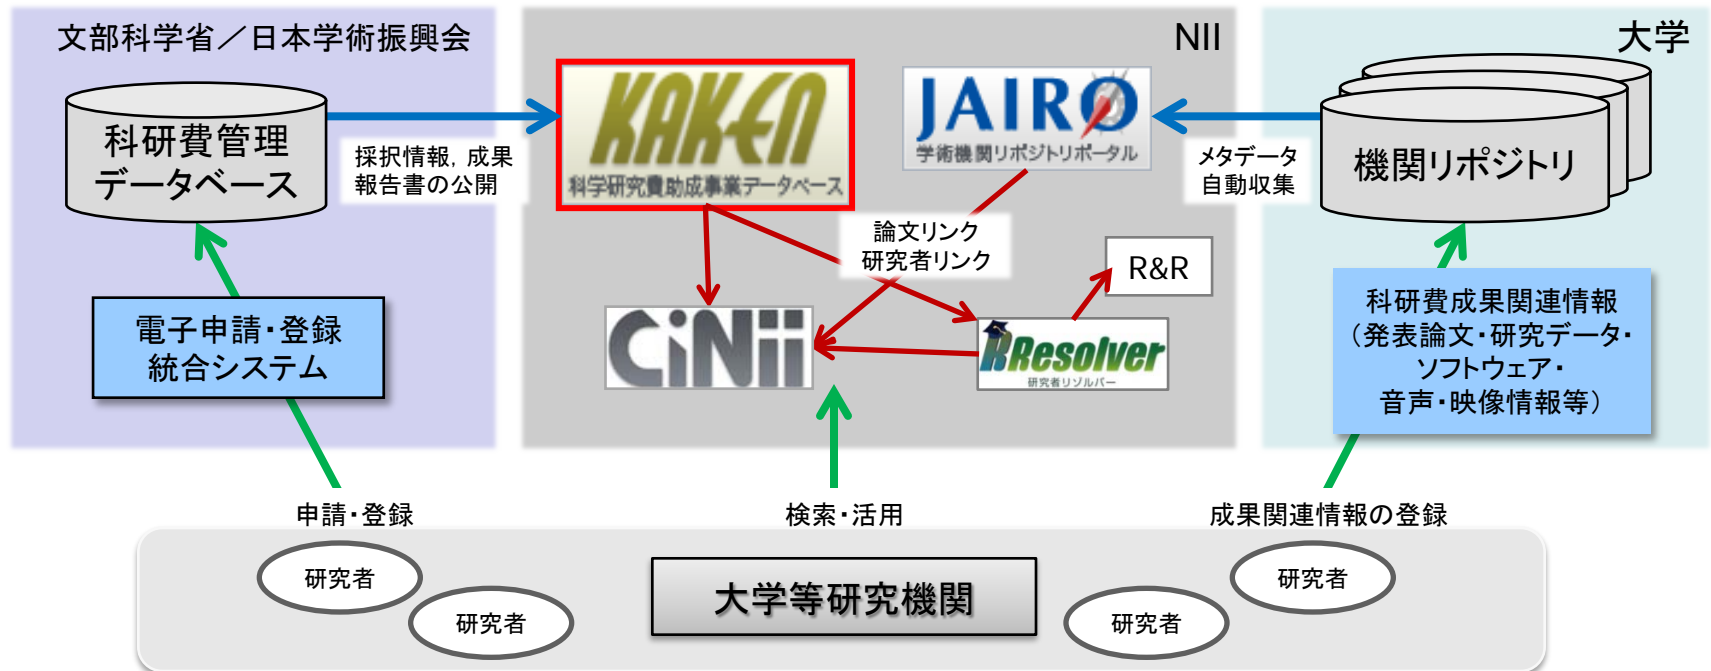 文部科学省／日本学術振興会
科研費管理
データベース
採択情報，成果
報告書の公開
電子申請・登録
統合システム
NII
KAKEN
科学研究費助成事業データベース
JAIRO
学術機関リポジトリポータル
論文リンク
研究者リンク
R&R
CiNii
RResolver
研究者リゾルバー
メタデータ
自動収集
大学
機関リポジトリ
科研費成果関連情報
（発表論文・研究データ・
ソフトウェア・
音声・映像情報等）
申請・登録
検索・活用
成果関連情報の登録
研究者
研究者
大学等研究機関
研究者
研究者